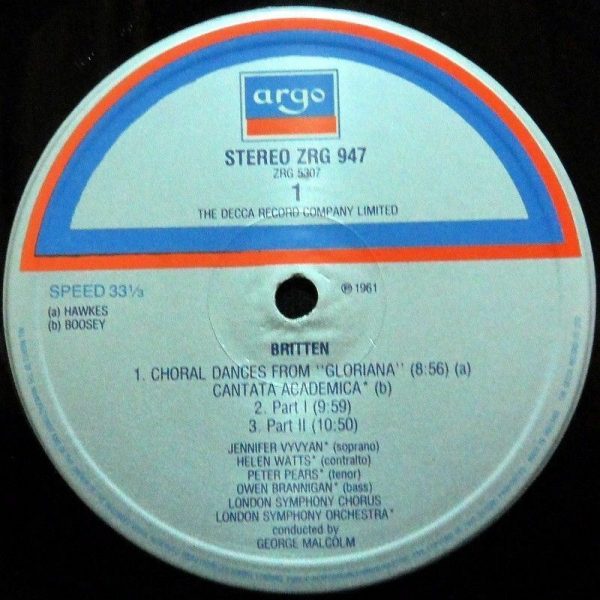 argo
STEREO ZRG 947
ZRG 5307
1
THE DECCA RECORD COMPANY LIMITED
SPEED 33⅓
℗ 1961
(a) HAWKES
(b) BOOSEY
BRITTEN
1. CHORAL DANCES FROM "GLORIANA" (8:56) (a)
CANTATA ACADEMICA* (b)
2. Part I (9:59)
3. Part II (10:50)
JENNIFER VYVYAN* (soprano)
HELEN WATTS* (contralto)
PETER PEARS* (tenor)
OWEN BRANNIGAN* (bass)
LONDON SYMPHONY CHORUS
LONDON SYMPHONY ORCHESTRA*
conducted by
GEORGE MALCOLM